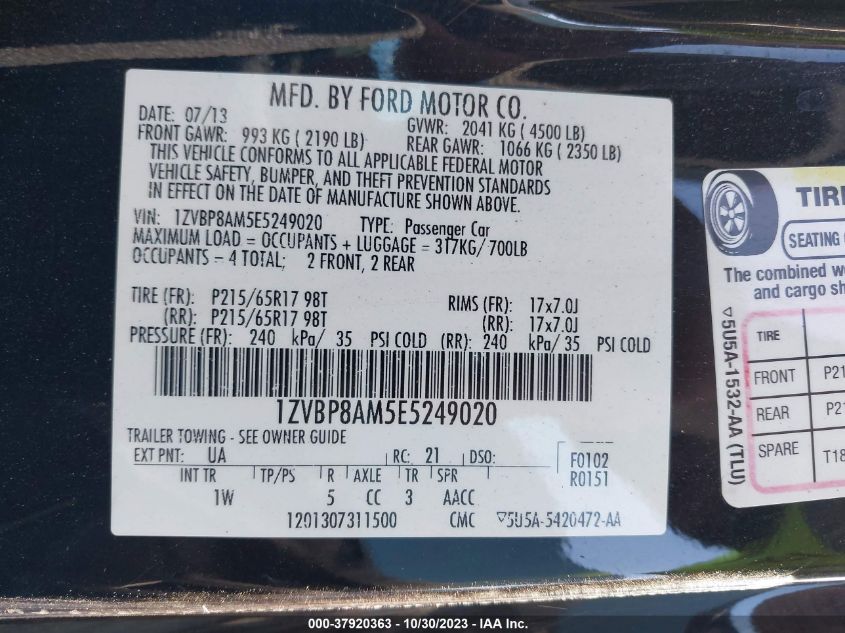 MFD. BY FORD MOTOR CO.
DATE: 07/13 GVWR: 2041 KG ( 4500 LB)
FRONT GAWR: 993 KG ( 2190 LB) REAR GAWR: 1066 KG ( 2350 LB)
THIS VEHICLE CONFORMS TO ALL APPLICABLE FEDERAL MOTOR
VEHICLE SAFETY, BUMPER, AND THEFT PREVENTION STANDARDS
IN EFFECT ON THE DATE OF MANUFACTURE SHOWN ABOVE.
VIN: 1ZVBP8AM5E5249020 TYPE: Passenger Car
MAXIMUM LOAD = OCCUPANTS + LUGGAGE = 317KG/700LB
OCCUPANTS = 4 TOTAL; 2 FRONT, 2 REAR
TIRE (FR): P215/65R17 98T RIMS (FR): 17x7.0J
(RR): P215/65R17 98T (RR): 17x7.0J
PRESSURE (FR): 240 kPa/ 35 PSI COLD (RR): 240 kPa/ 35 PSI COLD
1ZVBP8AM5E5249020
TRAILER TOWING - SEE OWNER GUIDE
EXT PNT: UA RC: 21 DSO: F0102
R0151
INT TR TP/PS R AXLE TR SPR
1W 5 CC 3 AACC
1201307311500 CMC ▽5U5A-5420472-AA
TIRE
SEATING
The combined
and cargo
▽5U5A-1532-AA (TLU)
TIRE
FRONT P21
REAR P21
SPARE T18
000-37920363 - 10/30/2023 - IAA Inc.